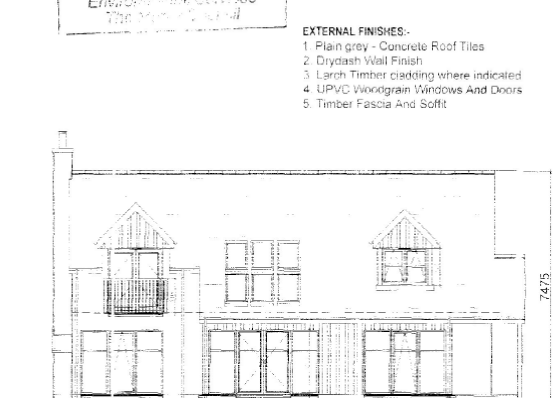 The
EXTERNAL FINISHES:-
1. Plain grey - Concrete Roof Tiles
2. Drydash Wall Finish
3. Larch Timber cladding where indicated
4. UPVC Woodgrain Windows And Doors
5. Timber Fascia And Soffit
7475